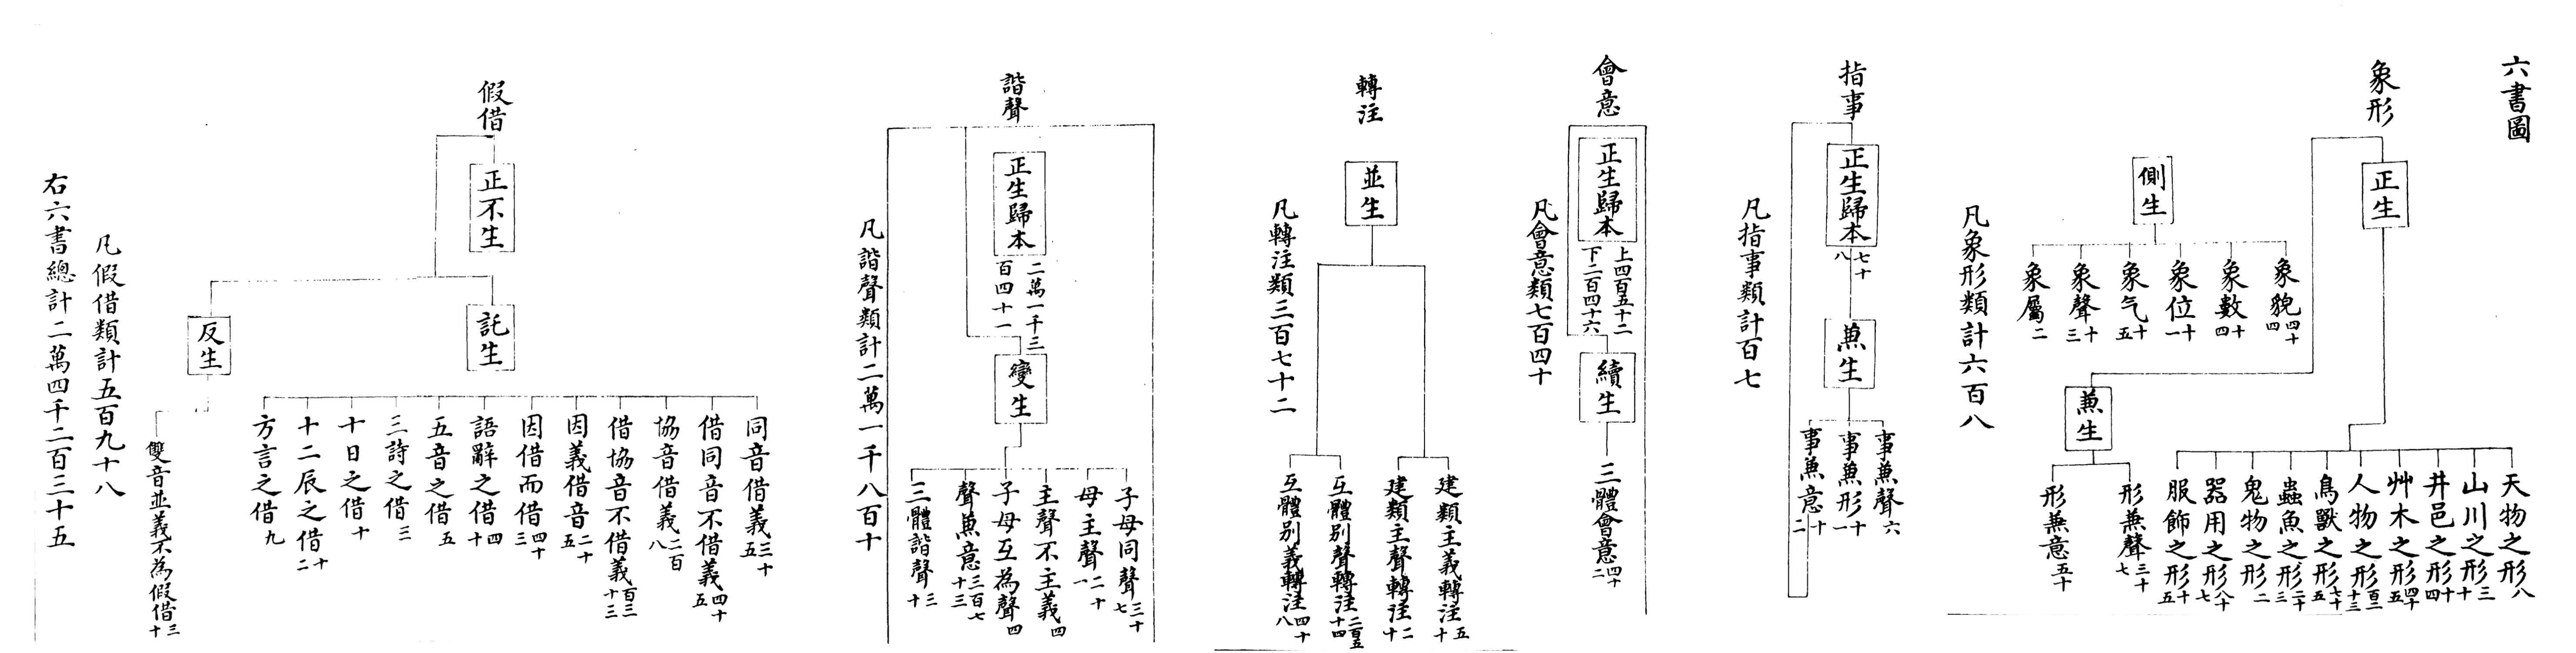 六書圖
象形
正生
天物之形八
山川之形三十
井邑之形十四
艸木之形四十五
人物之形百三十三
鳥獸之形七十五
蟲魚之形二十三
鬼物之形二
器用之形八十七
服飾之形十五
側生
象貌四十四
象數十四
象位十一
象气十五
象聲十三
象屬二
兼生
形兼聲三十七
形兼意五十
凡象形類計六百八
指事
正生歸本七十八
兼生
事兼聲六
事兼形十一
事兼意十二
凡指事類計百七
會意
正生歸本
上四百五十二
下二百四十六
續生
三體會意四十二
凡會意類七百四十
轉注
並生
建類主義轉注五十
建類主聲轉注二十
互體別聲轉注二百五十四
互體別義轉注四十八
凡轉注類三百七十二
諧聲
正生歸本
二萬一千三
百四十一
變生
子母同聲三十七
母主聲二十一
主聲不主義四
子母互為聲四
聲兼意三百七十三
三體諧聲三十
凡諧聲類計二萬一千八百十
假借
正不生
託生
同音借義三十五
借同音不借義四十五
協音借義二百八
借協音不借義百三十三
因義借音二十五
因借而借四十三
語辭之借四十
五音之借五
三詩之借三
十日之借十
十二辰之借十二
方言之借九
反生
雙音並義不為假借三十
凡假借類計五百九十八
右六書總計二萬四千二百三十五